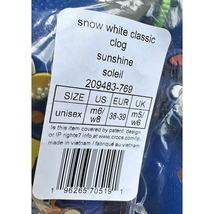 snow white classic
clog
sunshine
soleil
209483-769
SIZE US EUR UK
unisex m6/w8 38-39 m5/w6
Is this item covered by patent, design
or IP rights? Info at www.crocs.com/ip
made in vietnam / fabriqué au vietnam
1 96265 70519 1